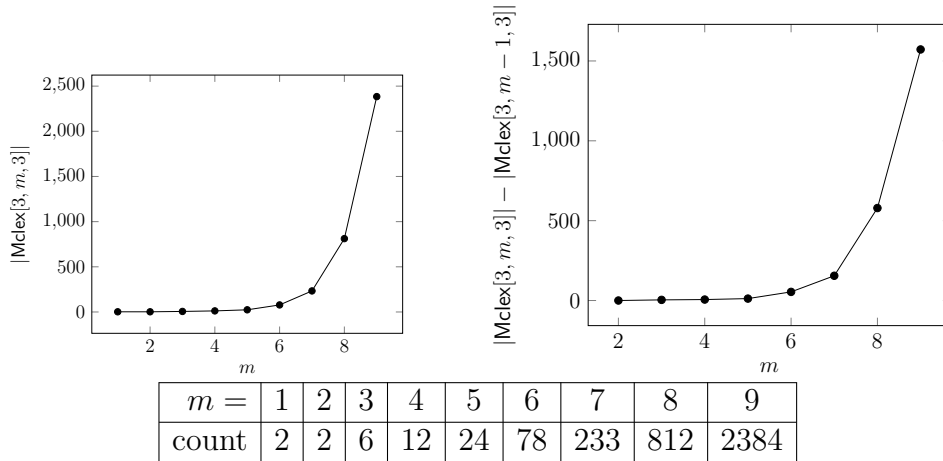 |Mclex[3, m, 3]|
2,500
2,000
1,500
1,000
500
0
2 4 6 8
m
|Mclex[3, m, 3]| − |Mclex[3, m − 1, 3]|
1,500
1,000
500
0
2 4 6 8
m
m = 1 2 3 4 5 6 7 8 9
count 2 2 6 12 24 78 233 812 2384